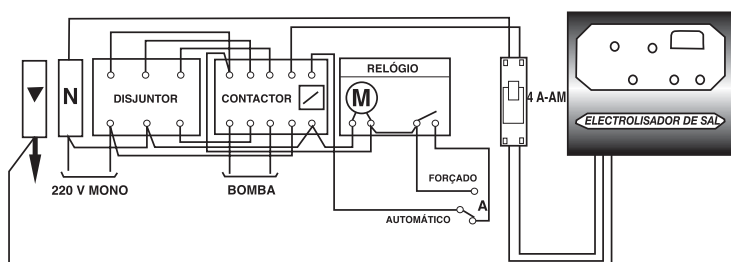 RELÓGIO
N
DISJUNTOR
CONTACTOR
M
4 A-AM
ELECTROLISADOR DE SAL
220 V MONO
BOMBA
FORÇADO
A
AUTOMÁTICO